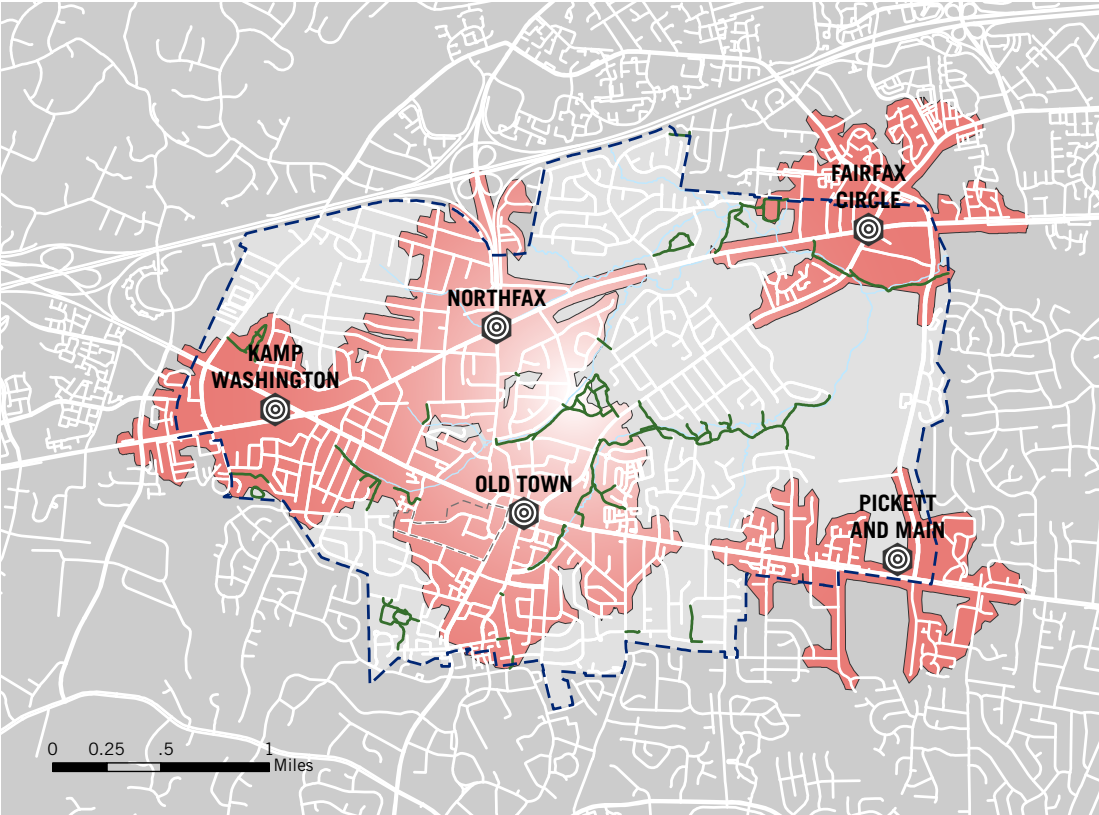 FAIRFAX
CIRCLE
NORTHFAX
KAMP
WASHINGTON
OLD TOWN
PICKETT
AND MAIN
0 0.25 .5 1
Miles